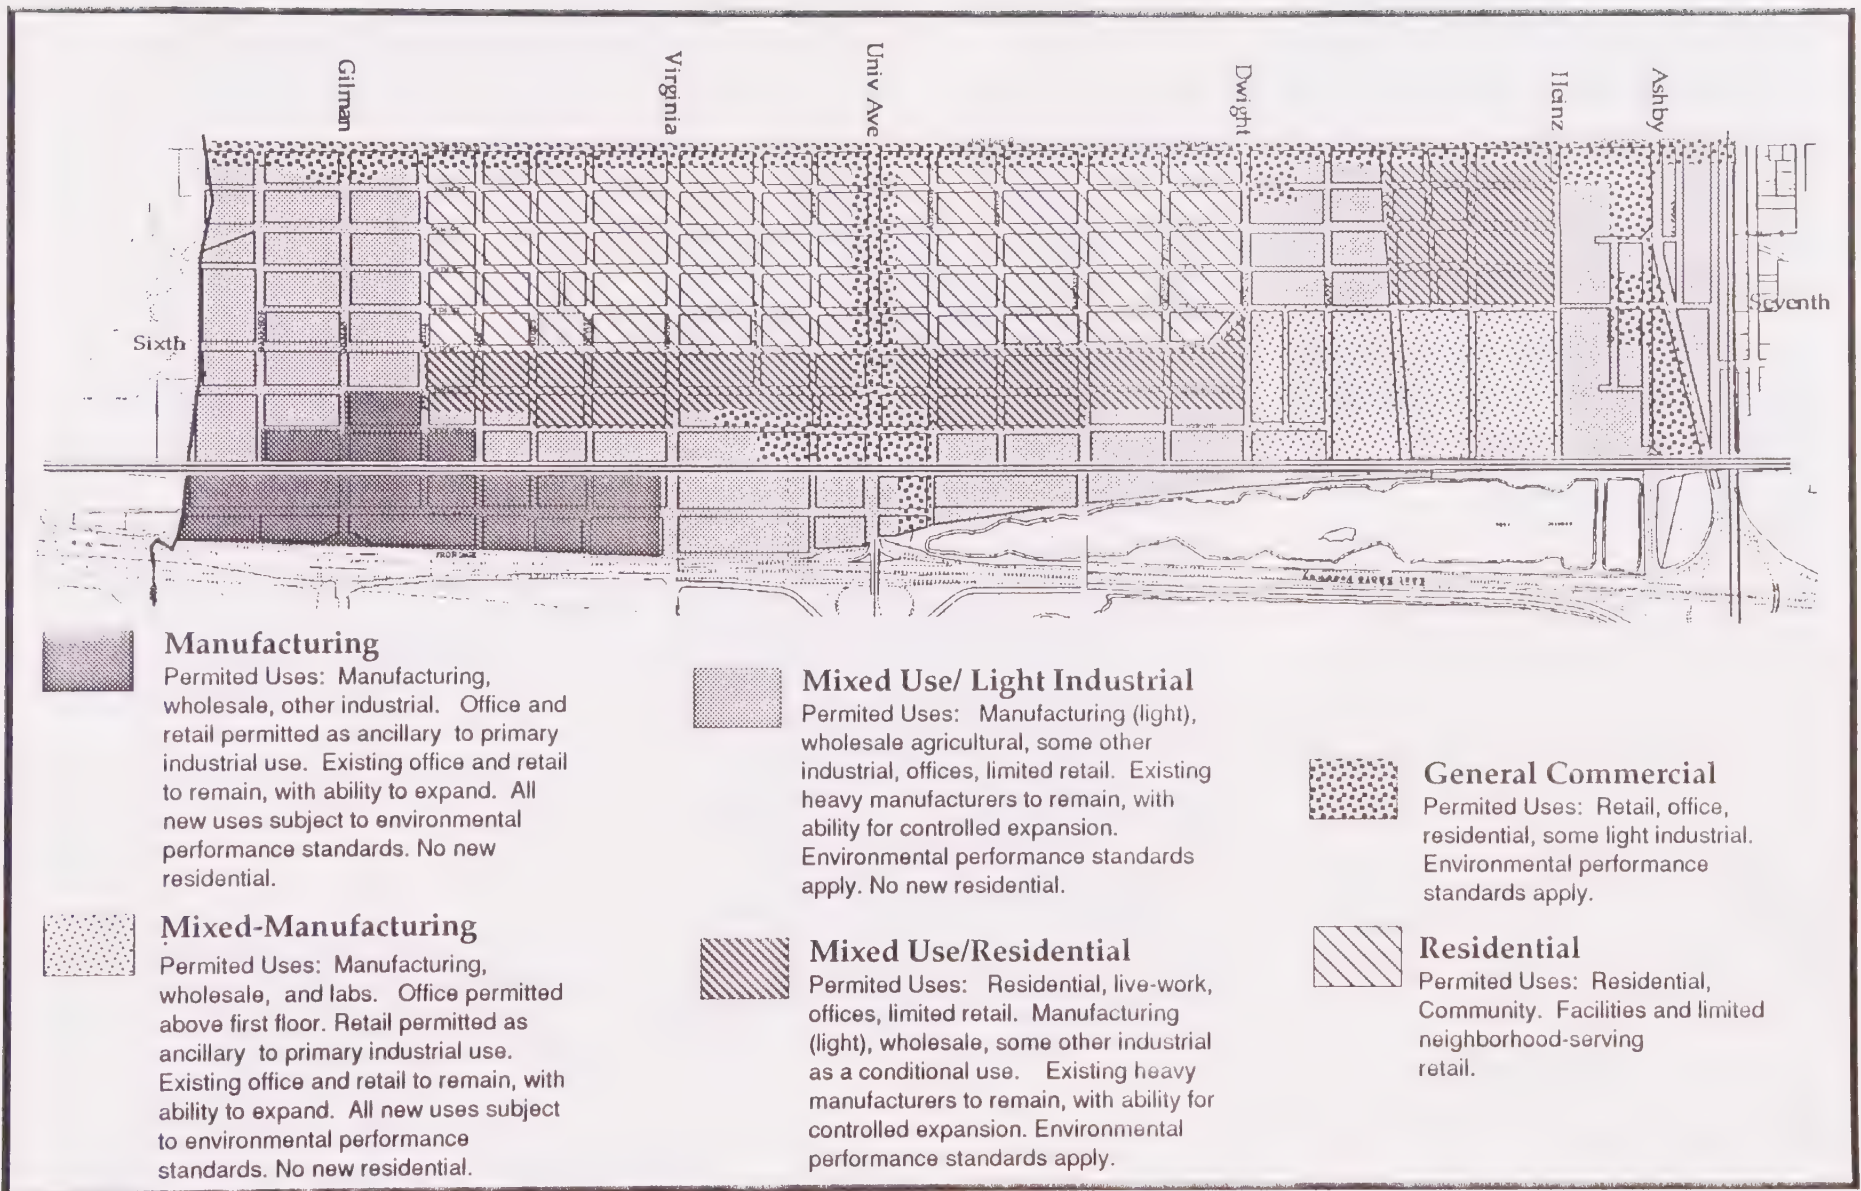 Gilman
Virginia
Univ Ave
Dwight
Heinz
Ashby
Sixth
Seventh
Manufacturing
Permited Uses: Manufacturing,
wholesale, other industrial. Office and
retail permitted as ancillary to primary
industrial use. Existing office and retail
to remain, with ability to expand. All
new uses subject to environmental
performance standards. No new
residential.
Mixed-Manufacturing
Permited Uses: Manufacturing,
wholesale, and labs. Office permitted
above first floor. Retail permitted as
ancillary to primary industrial use.
Existing office and retail to remain, with
ability to expand. All new uses subject
to environmental performance
standards. No new residential.
Mixed Use/ Light Industrial
Permited Uses: Manufacturing (light),
wholesale agricultural, some other
industrial, offices, limited retail. Existing
heavy manufacturers to remain, with
ability for controlled expansion.
Environmental performance standards
apply. No new residential.
Mixed Use/Residential
Permited Uses: Residential, live-work,
offices, limited retail. Manufacturing
(light), wholesale, some other industrial
as a conditional use. Existing heavy
manufacturers to remain, with ability for
controlled expansion. Environmental
performance standards apply.
General Commercial
Permited Uses: Retail, office,
residential, some light industrial.
Environmental performance
standards apply.
Residential
Permited Uses: Residential,
Community. Facilities and limited
neighborhood-serving
retail.